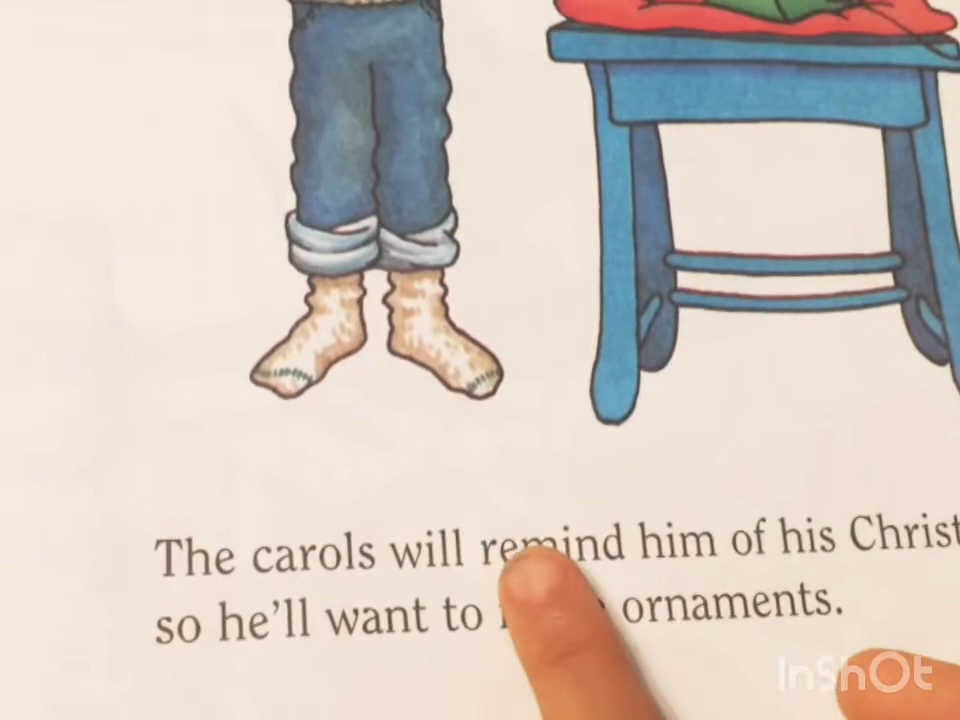 The carols will remind him of his Christ
so he'll want to ornaments.
InShOt